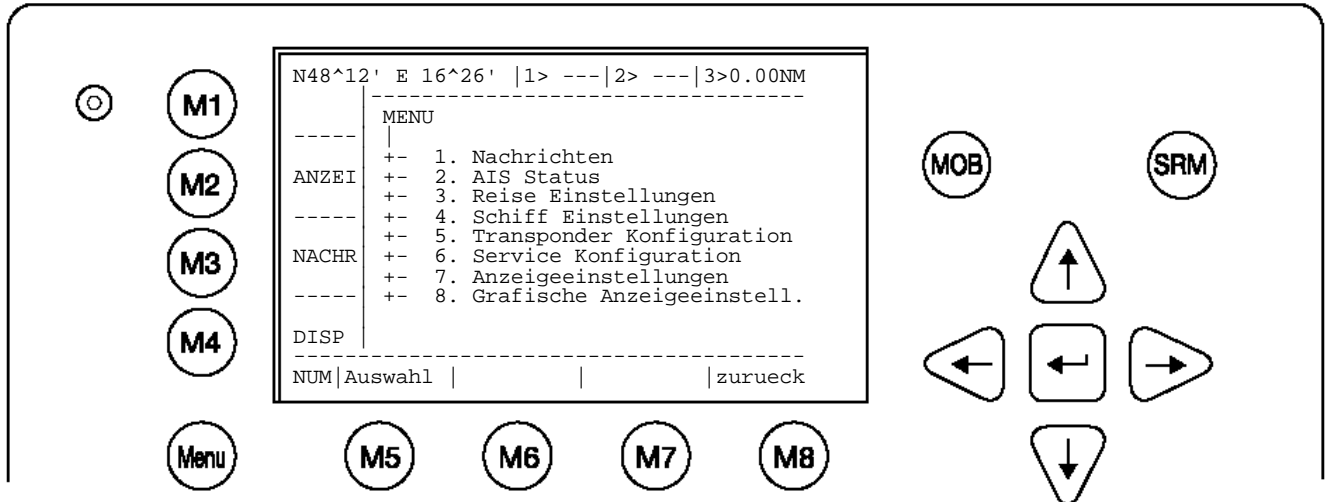 N48^12' E 16^26' |1> ---|2> ---|3>0.00NM
M1
MENU
M2
ANZEI
+- 1. Nachrichten
+- 2. AIS Status
+- 3. Reise Einstellungen
+- 4. Schiff Einstellungen
+- 5. Transponder Konfiguration
M3
NACHR
+- 6. Service Konfiguration
+- 7. Anzeigeeinstellungen
+- 8. Grafische Anzeigeeinstell.
M4
DISP
NUM|Auswahl | | |zurueck
MOB
SRM
Menu
M5
M6
M7
M8